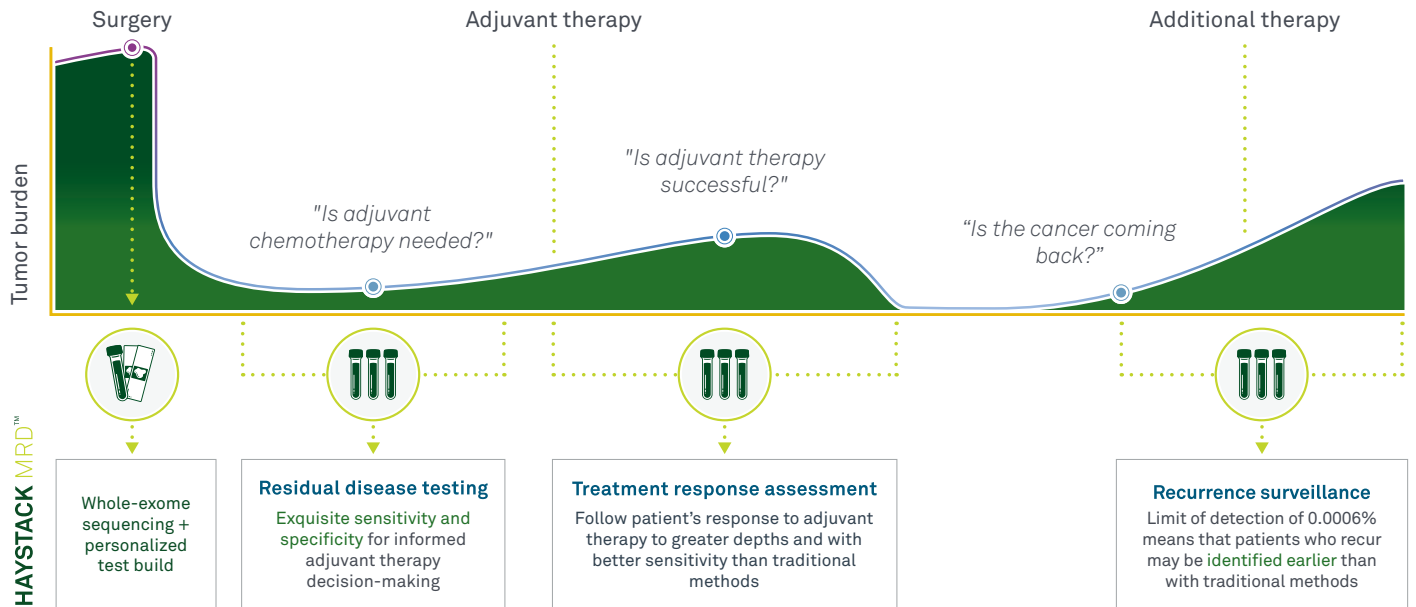 Surgery
Adjuvant therapy
Additional therapy
Tumor burden
"Is adjuvant
chemotherapy needed?"
"Is adjuvant therapy
successful?"
“Is the cancer coming
back?”
HAYSTACK MRD™
Whole-exome
sequencing +
personalized
test build
Residual disease testing
Exquisite sensitivity and
specificity for informed
adjuvant therapy
decision-making
Treatment response assessment
Follow patient’s response to adjuvant
therapy to greater depths and with
better sensitivity than traditional
methods
Recurrence surveillance
Limit of detection of 0.0006%
means that patients who recur
may be identified earlier than
with traditional methods